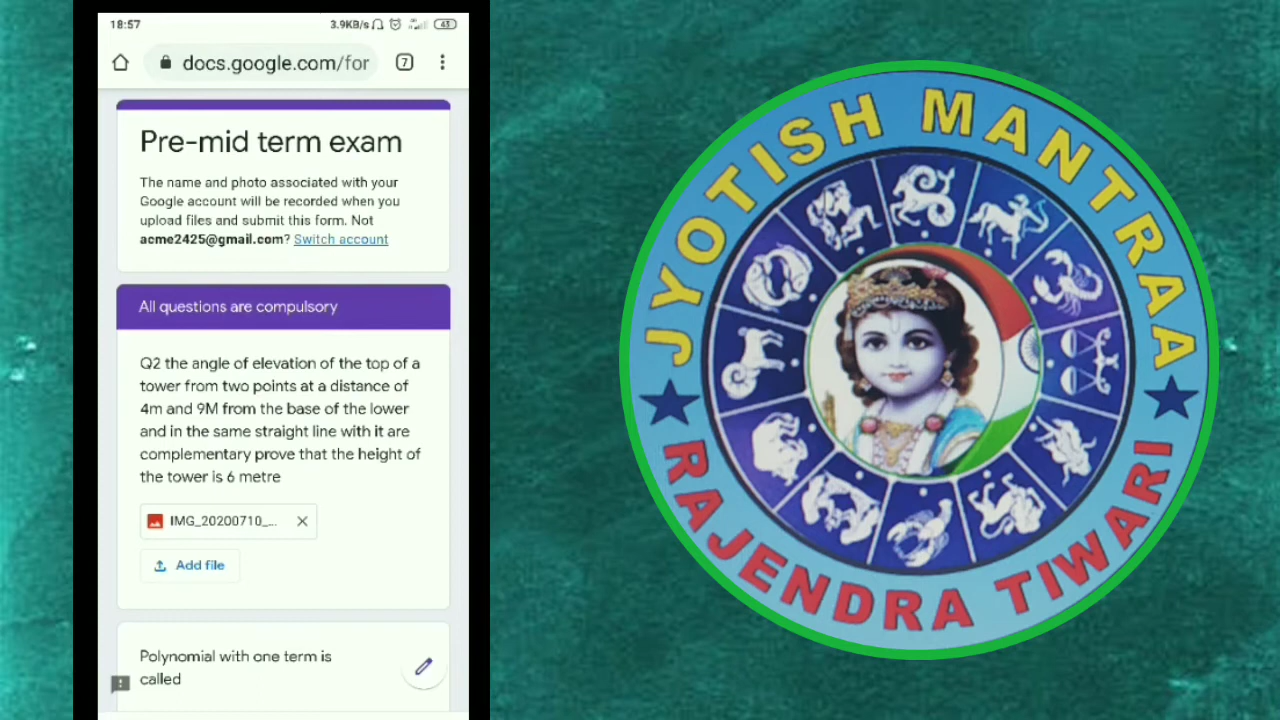 18:57
3.9KB/s
45
docs.google.com/for
7
Pre-mid term exam
The name and photo associated with your
Google account will be recorded when you
upload files and submit this form. Not
acme2425@gmail.com? Switch account
All questions are compulsory
Q2 the angle of elevation of the top of a
tower from two points at a distance of
4m and 9M from the base of the lower
and in the same straight line with it are
complementary prove that the height of
the tower is 6 metre
IMG_20200710_...
Add file
Polynomial with one term is
called
JYOTISH MANTRAA
RAJENDRA TIWARI